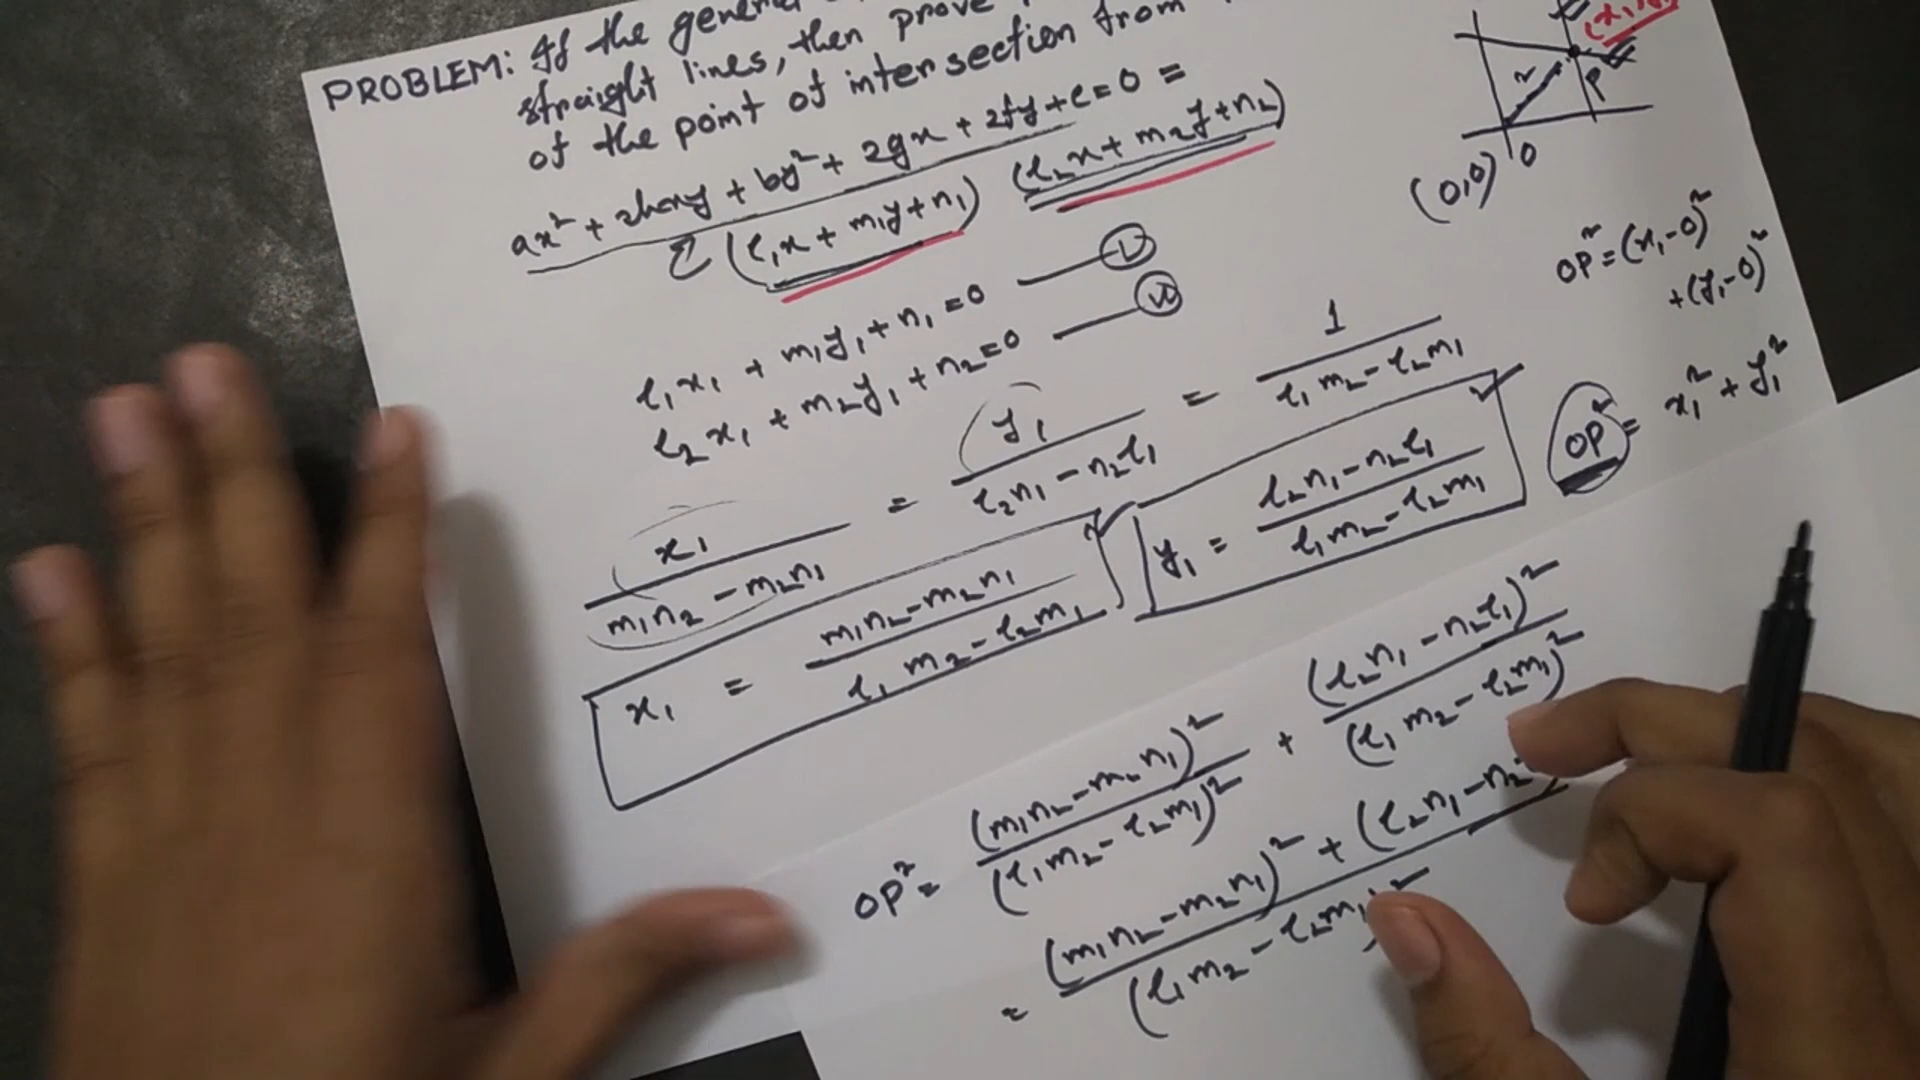 PROBLEM: If the general
straight lines, then prove
of the point of intersection from
ax² + 2hxy + by² + 2gx + 2fy + c = 0 =
(l₁x + m₁y + n₁) (l₂x + m₂y + n₂)
l₁x₁ + m₁y₁ + n₁ = 0
l₂x₁ + m₂y₁ + n₂ = 0
x₁/(m₁n₂ - m₂n₁) = y₁/(l₂n₁ - n₂l₁) = 1/(l₁m₂ - l₂m₁)
x₁ = (m₁n₂ - m₂n₁)/(l₁m₂ - l₂m₁)
y₁ = (l₂n₁ - n₂l₁)/(l₁m₂ - l₂m₁)
OP² = (m₁n₂ - m₂n₁)²/(l₁m₂ - l₂m₁)² + (l₂n₁ - n₂l₁)²/(l₁m₂ - l₂m₁)²
= (m₁n₂ - m₂n₁)² + (l₂n₁ - n₂/(l₁m₂ - l₂m₁)²
P
(0,0) O
OP² = (x₁-0)²
+ (y₁-0)²
OP² = x₁² + y₁²